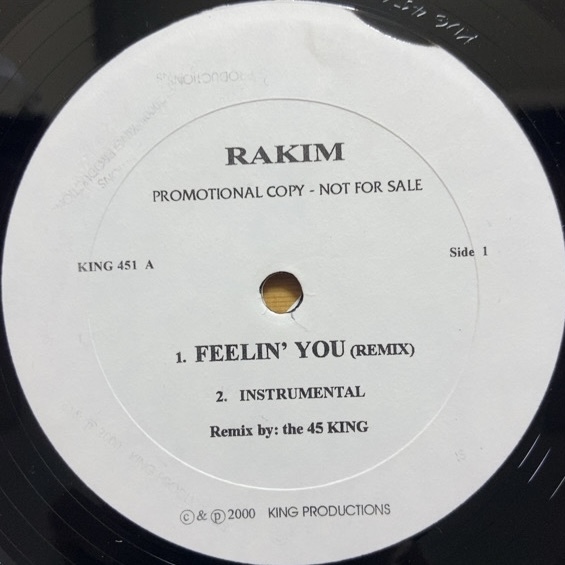 RAKIM
PROMOTIONAL COPY - NOT FOR SALE
KING 451 A
Side 1
1. FEELIN' YOU (REMIX)
2. INSTRUMENTAL
Remix by: the 45 KING
©&℗2000 KING PRODUCTIONS